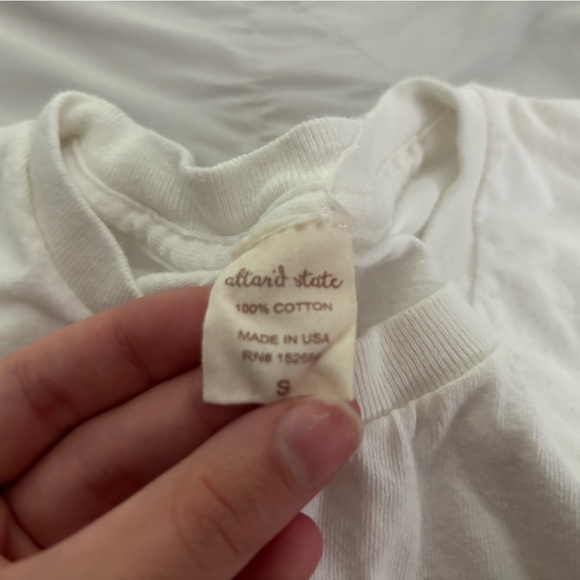 altar'd state
100% COTTON
MADE IN USA
RN#
S